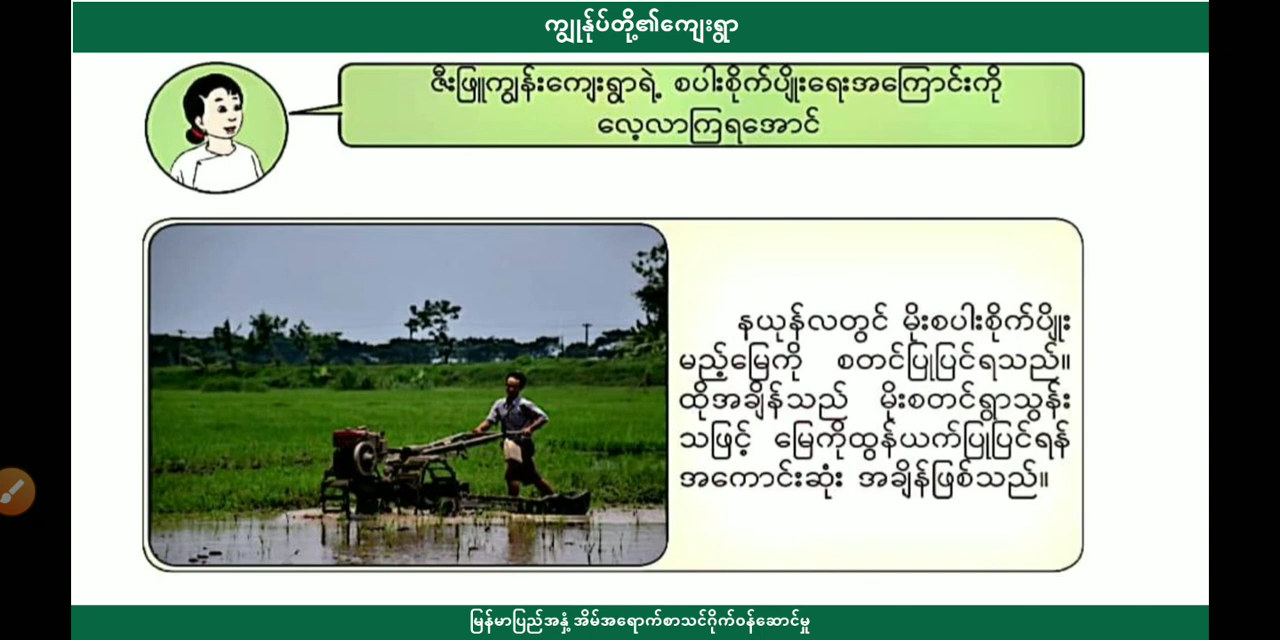 ကျွန်ုပ်တို့၏ကျေးရွာ
ဇီးဖြူကျွန်းကျေးရွာရဲ့ စပါးစိုက်ပျိုးရေးအကြောင်းကို
လေ့လာကြရအောင်
နယုန်လတွင် မိုးစပါးစိုက်ပျိုး
မည့်မြေကို စတင်ပြုပြင်ရသည်။
ထိုအချိန်သည် မိုးစတင်ရွာသွန်း
သဖြင့် မြေကိုထွန်ယက်ပြုပြင်ရန်
အကောင်းဆုံး အချိန်ဖြစ်သည်။
မြန်မာပြည်အနှံ့ အိမ်အရောက်စာသင်ဂိုက်ဝန်ဆောင်မှု